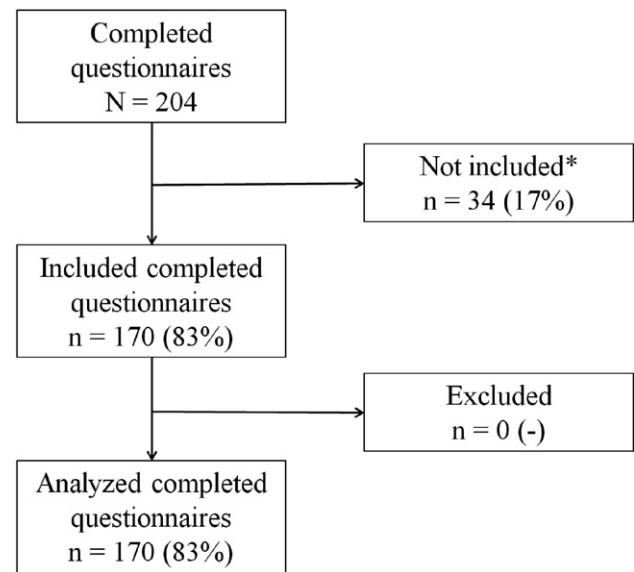 Completed
questionnaires
N = 204
Not included*
n = 34 (17%)
Included completed
questionnaires
n = 170 (83%)
Excluded
n = 0 (-)
Analyzed completed
questionnaires
n = 170 (83%)